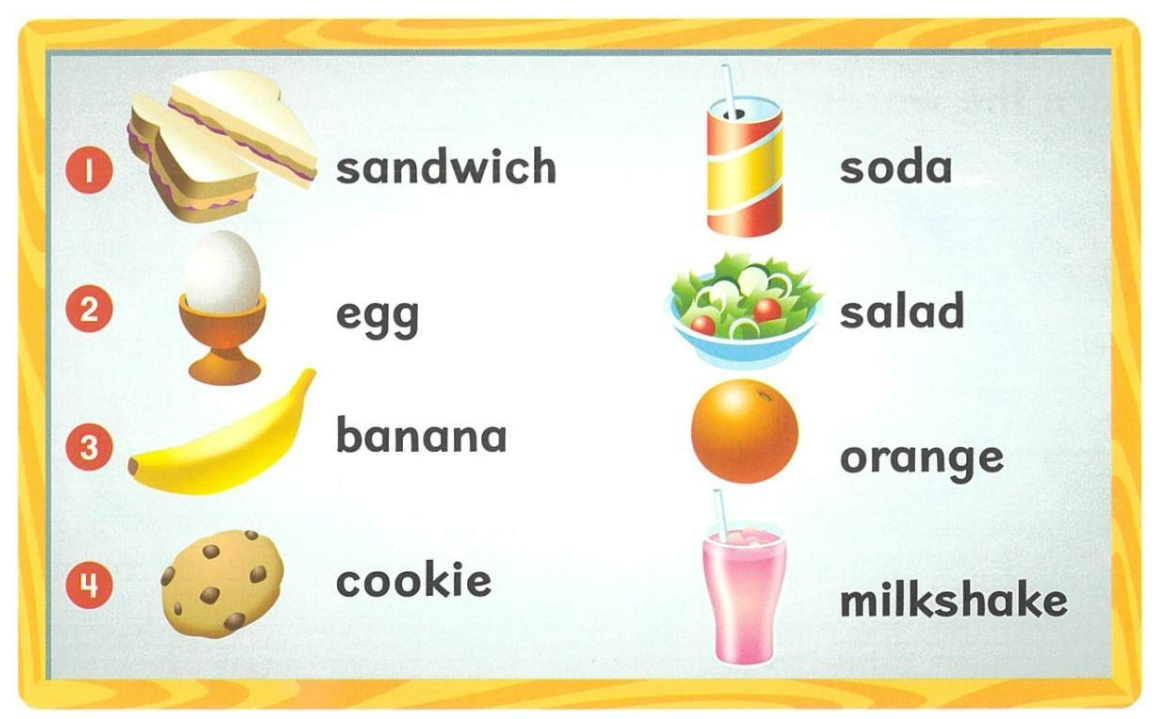 1 sandwich soda
2 egg salad
3 banana orange
4 cookie milkshake